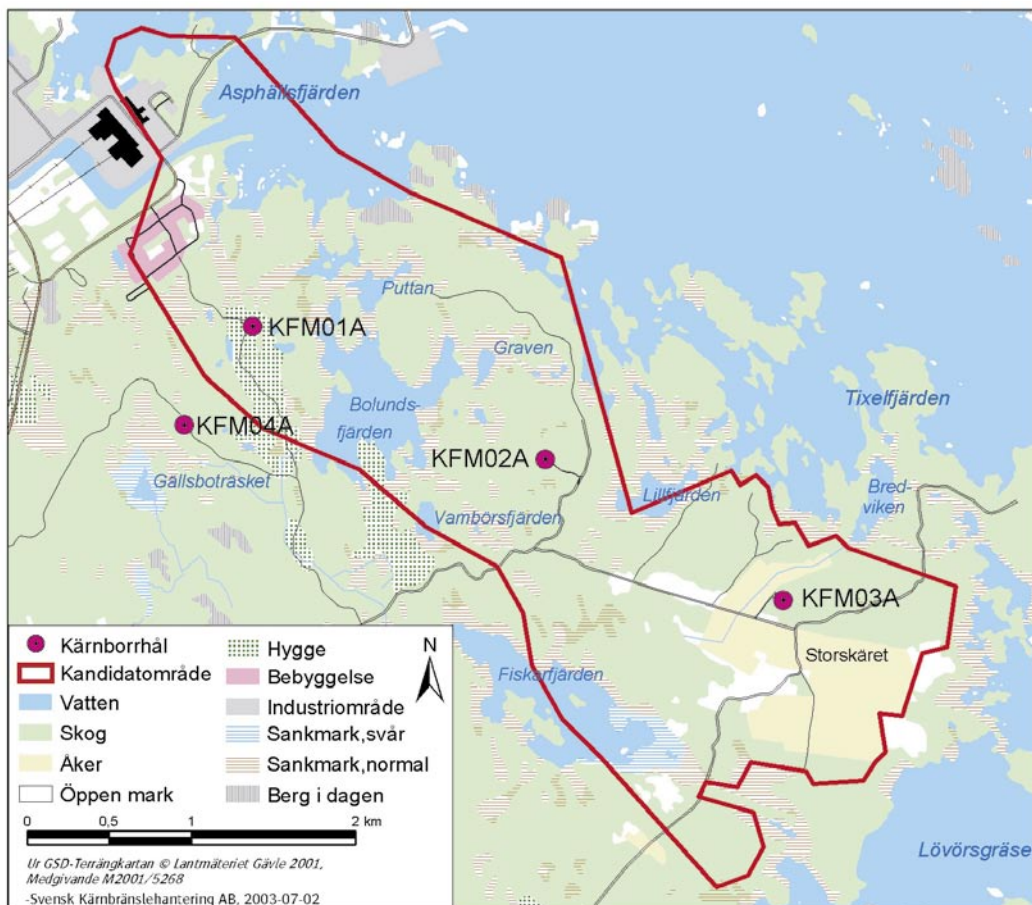 Asphällsfjärden
Puttan
KFM01A
Graven
Tixelfjärden
Bolunds-
fjärden
KFM04A
KFM02A
Gällsboträsket
Lillfjärden
Bred-
viken
Vambörsfjärden
KFM03A
Storskäret
Fiskarfjärden
Lövörsgräse
Kärnborrhål
Kandidatområde
Vatten
Skog
Åker
Öppen mark
Hygge
Bebyggelse
Industriområde
Sankmark,svår
Sankmark,normal
Berg i dagen
N
0 0,5 1 2 km
Ur GSD-Terrängkartan © Lantmäteriet Gävle 2001,
Medgivande M2001/5268
-Svensk Kärnbränslehantering AB, 2003-07-02